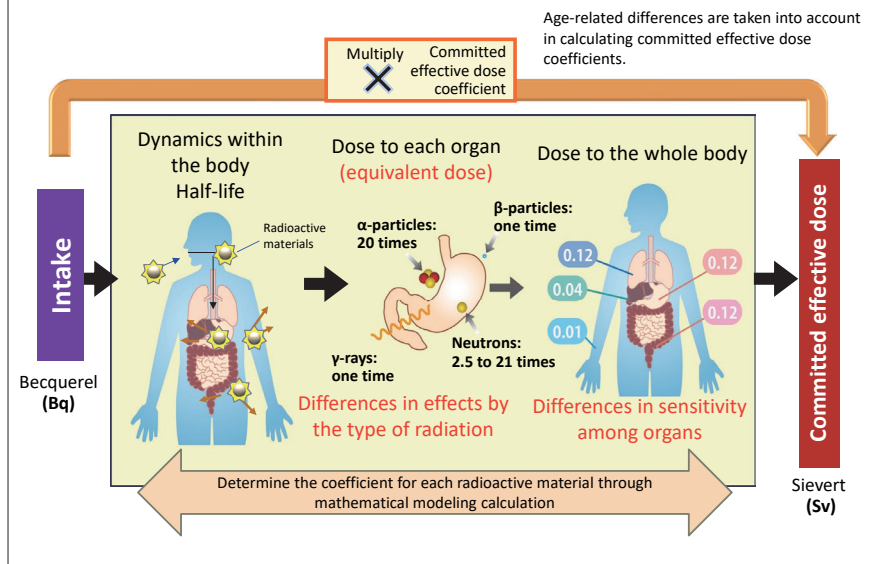 Age-related differences are taken into account
in calculating committed effective dose
coefficients.
Multiply
Committed
effective dose
coefficient
Dynamics within
the body
Half-life
Dose to each organ
(equivalent dose)
Dose to the whole body
Radioactive
materials
α-particles:
20 times
β-particles:
one time
γ-rays:
one time
Neutrons:
2.5 to 21 times
0.12
0.04
0.01
0.12
0.12
Differences in effects by
the type of radiation
Differences in sensitivity
among organs
Intake
Becquerel
(Bq)
Committed effective dose
Sievert
(Sv)
Determine the coefficient for each radioactive material through
mathematical modeling calculation